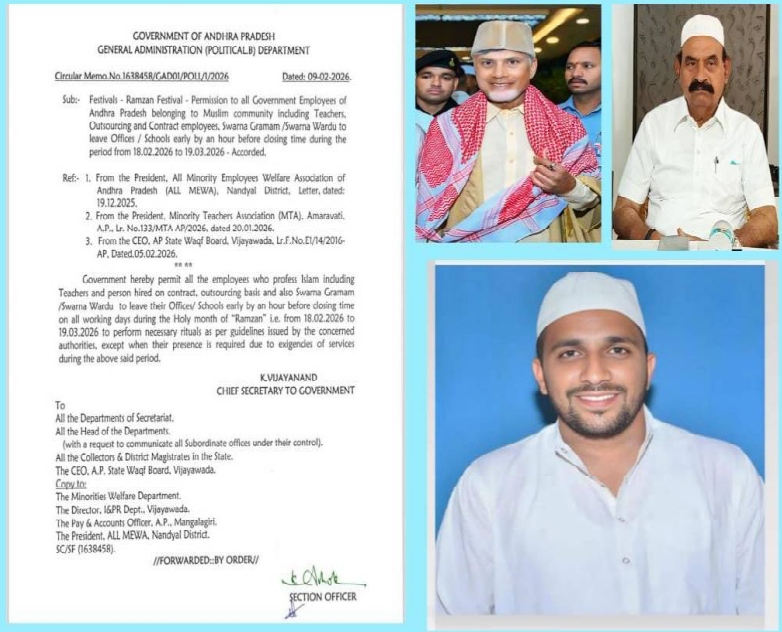 GOVERNMENT OF ANDHRA PRADESH
GENERAL ADMINISTRATION (POLITICAL.B) DEPARTMENT
Circular Memo.No.1638458/GAD01/POLI/1/2026 Dated: 09-02-2026.
Sub:- Festivals - Ramzan Festival - Permission to all Government Employees of
Andhra Pradesh belonging to Muslim community including Teachers,
Outsourcing and Contract employees, Swarna Gramam /Swarna Wardu to
leave Offices / Schools early by an hour before closing time during the
period from 18.02.2026 to 19.03.2026 - Accorded.
Ref:- 1. From the President, All Minority Employees Welfare Association of
Andhra Pradesh (ALL MEWA), Nandyal District, Letter, dated:
19.12.2025.
2. From the President, Minority Teachers Association (MTA), Amaravati.
A.P., Lr. No.133/MTA AP/2026, dated 20.01.2026.
3. From the CEO, AP State Waqf Board, Vijayawada, Lr.F.No.E1/14/2016-
AP, Dated.05.02.2026.
** **
Government hereby permit all the employees who profess Islam including
Teachers and person hired on contract, outsourcing basis and also Swarna Gramam
/Swarna Wardu to leave their Offices/ Schools early by an hour before closing time
on all working days during the Holy month of "Ramzan" i.e. from 18.02.2026 to
19.03.2026 to perform necessary rituals as per guidelines issued by the concerned
authorities, except when their presence is required due to exigencies of services
during the above said period.
K.VIJAYANAND
CHIEF SECRETARY TO GOVERNMENT
To
All the Departments of Secretariat.
All the Head of the Departments.
(with a request to communicate all Subordinate offices under their control).
All the Collectors & District Magistrates in the State.
The CEO, A.P. State Waqf Board, Vijayawada.
Copy to:
The Minorities Welfare Department.
The Director, I&PR Dept., Vijayawada.
The Pay & Accounts Officer, A.P., Mangalagiri.
The President, ALL MEWA, Nandyal District.
SC/SF (1638458).
//FORWARDED::BY ORDER//
SECTION OFFICER